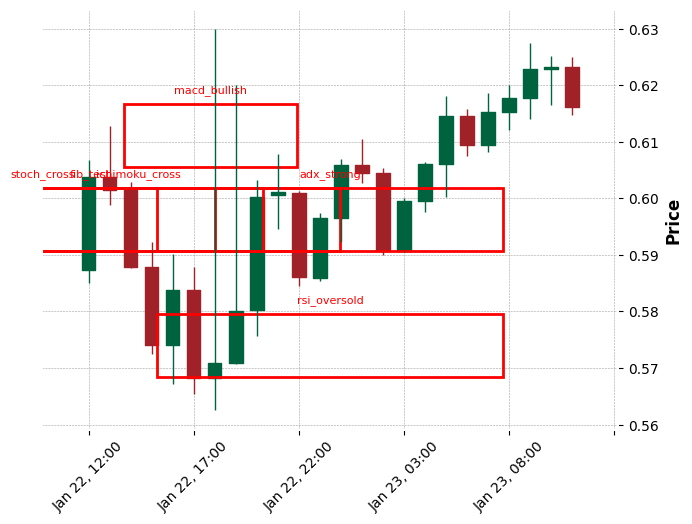 0.63
0.62
macd_bullish
0.61
stoch_cross
fib_test
ichimoku_cross
adx_strong
0.60
Price
0.59
rsi_oversold
0.58
0.57
0.56
Jan 22, 12:00
Jan 22, 17:00
Jan 22, 22:00
Jan 23, 03:00
Jan 23, 08:00